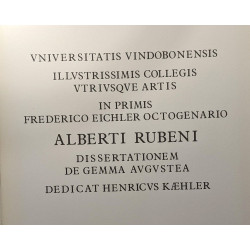 VNIVERSITATIS VINDOBONENSIS
ILLVSTRISSIMIS COLLEGIS
VTRIVSQVE ARTIS
IN PRIMIS
FREDERICO EICHLER OCTOGENARIO
ALBERTI RUBENI
DISSERTATIONEM
DE GEMMA AVGVSTEA
DEDICAT HENRICVS KÆHLER